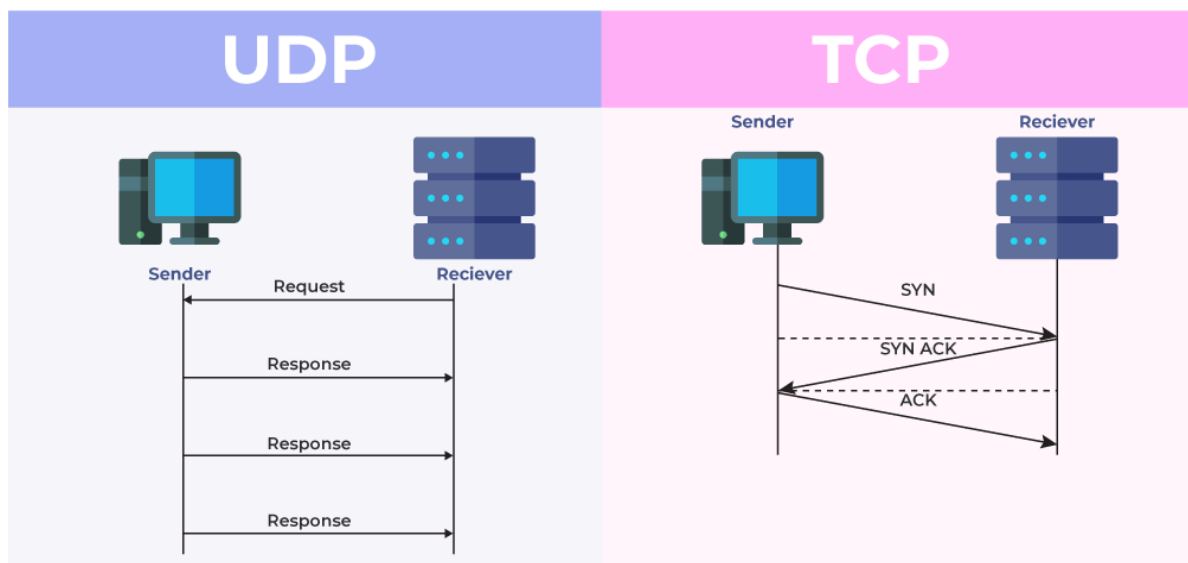 UDP
Sender
Reciever
Request
Response
Response
Response
TCP
Sender
Reciever
SYN
SYN ACK
ACK